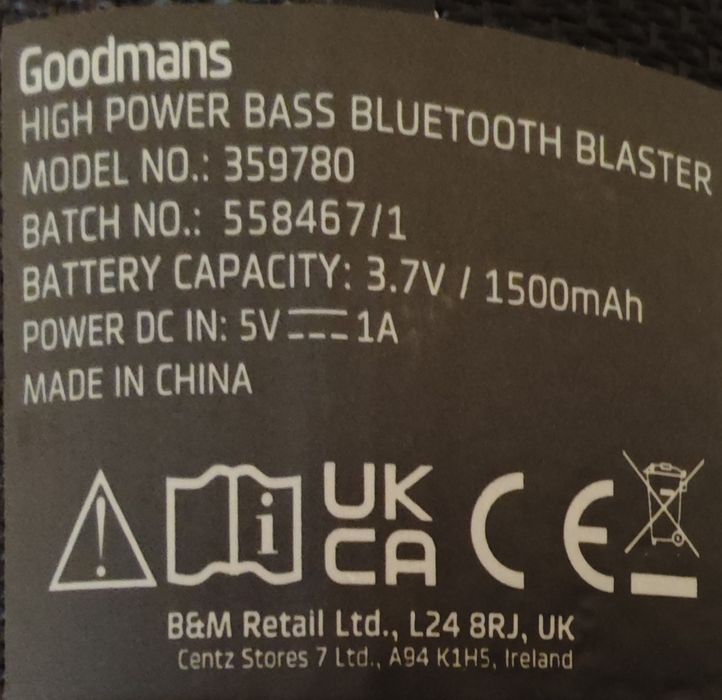 Goodmans
HIGH POWER BASS BLUETOOTH BLASTER
MODEL NO.: 359780
BATCH NO.: 558467/1
BATTERY CAPACITY: 3.7V / 1500mAh
POWER DC IN: 5V⎓1A
MADE IN CHINA
i UK CA CE
B&M Retail Ltd., L24 8RJ, UK
Centz Stores 7 Ltd., A94 K1H5, Ireland